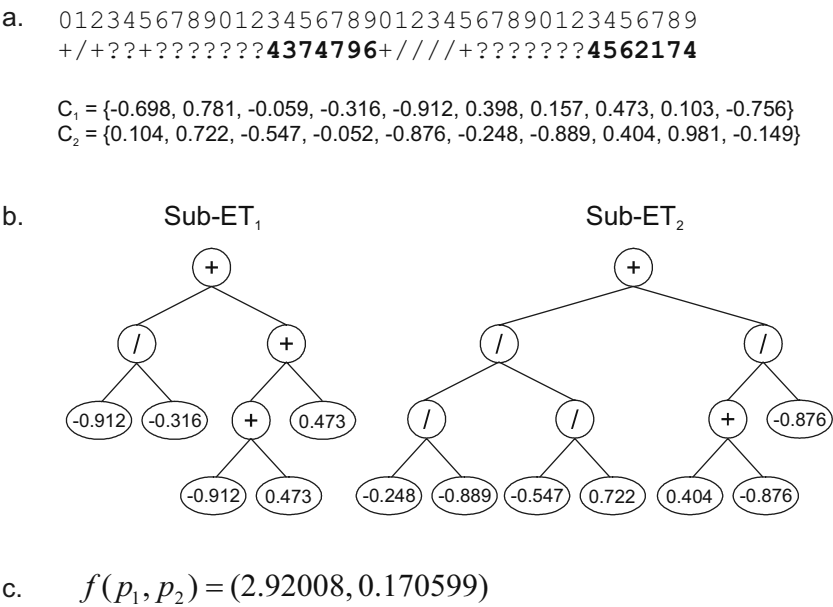 a. 0123456789012345678901234567890123456789
+/+??+???????4374796+////+???????4562174
C₁ = {-0.698, 0.781, -0.059, -0.316, -0.912, 0.398, 0.157, 0.473, 0.103, -0.756}
C₂ = {0.104, 0.722, -0.547, -0.052, -0.876, -0.248, -0.889, 0.404, 0.981, -0.149}
b. Sub-ET₁ Sub-ET₂
+ +
/ + / /
-0.912 -0.316 + 0.473 / / + -0.876
-0.912 0.473 -0.248 -0.889 -0.547 0.722 0.404 -0.876
c. f(p₁, p₂) = (2.92008, 0.170599)